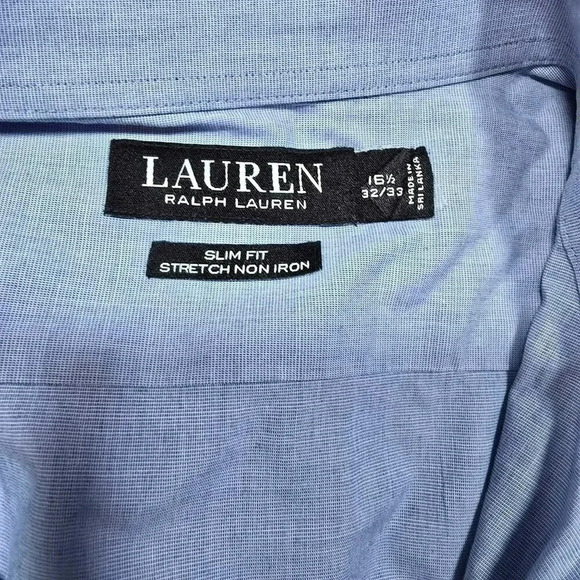 LAUREN
RALPH LAUREN
16½
32/33
MADE IN
SRI LANKA
SLIM FIT
STRETCH NON IRON